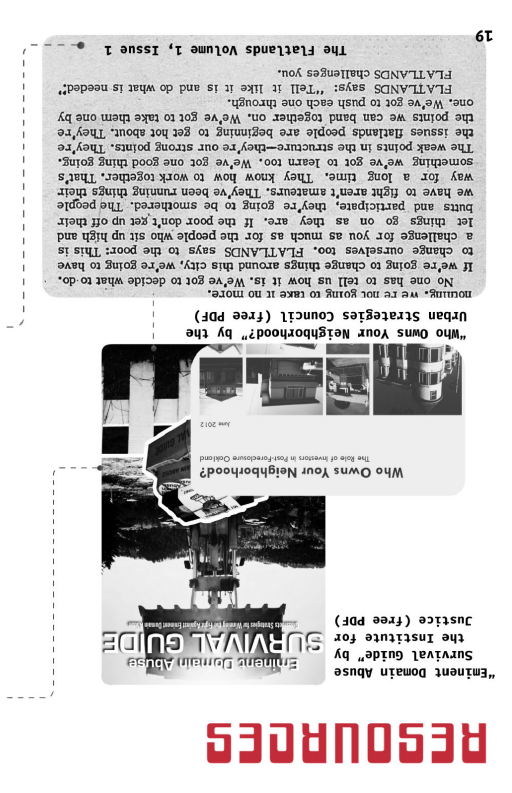 RESOURCES
"Eminent Domain Abuse
Survival Guide" by
the Institute for
Justice (free PDF)
Eminent Domain Abuse
SURVIVAL GUIDE
Grassroots Strategies for Winning the Fight Against Eminent Domain Abuse
Who Owns Your Neighborhood?
The Role of Investors in Post-Foreclosure Oakland
June 2012
"Who Owns Your Neighborhood?" by the
Urban Strategies Council (free PDF)
nothing. We're not going to take it no more.
No one has to tell us how it is. We've got to decide what to do.
If we're going to change things around this city, we're going to have
to change ourselves too. FLATLANDS says to the poor: This is
a challenge for you as much as for the people who sit up high and
let things go on as they are. If the poor don't get up off their
butts and participate, they're going to be smothered. The people
we have to fight aren't amateurs. They've been running things their
way for a long time. They know how to work together. That's
something we've got to learn too. We've got one good thing going.
The weak points in the structure—they're our strong points. They're
the issues flatlands people are beginning to get hot about. They're
the points we can band together on. We've got to take them one by
one. We've got to push each one through.
FLATLANDS says: "Tell it like it is and do what is needed;"
FLATLANDS challenges you.
The Flatlands Volume 1, Issue 1
19